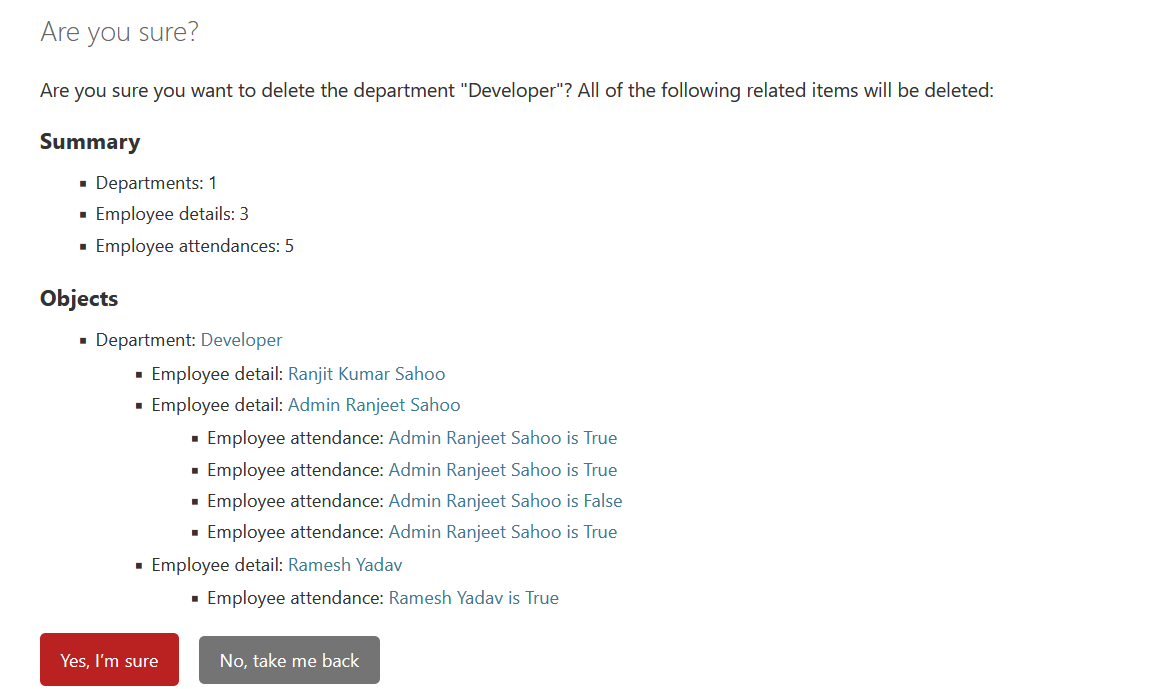 Are you sure?
Are you sure you want to delete the department "Developer"? All of the following related items will be deleted:
Summary
Departments: 1
Employee details: 3
Employee attendances: 5
Objects
Department: Developer
Employee detail: Ranjit Kumar Sahoo
Employee detail: Admin Ranjeet Sahoo
Employee attendance: Admin Ranjeet Sahoo is True
Employee attendance: Admin Ranjeet Sahoo is True
Employee attendance: Admin Ranjeet Sahoo is False
Employee attendance: Admin Ranjeet Sahoo is True
Employee detail: Ramesh Yadav
Employee attendance: Ramesh Yadav is True
Yes, I’m sure No, take me back